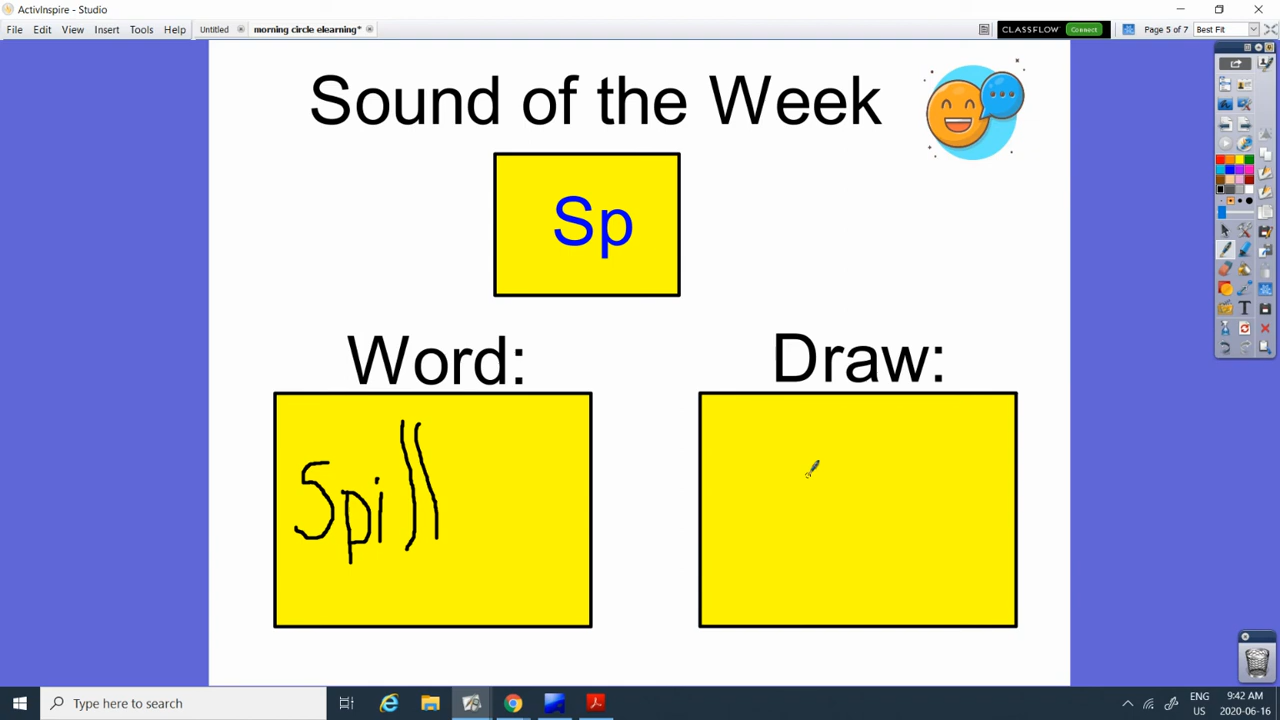 ActivInspire - Studio
File Edit View Insert Tools Help Untitled morning circle elearning* CLASSFLOW Connect Page 5 of 7 Best Fit
Sound of the Week
Sp
Word: Draw:
Spill
Type here to search
ENG 9:42 AM
US 2020-06-16